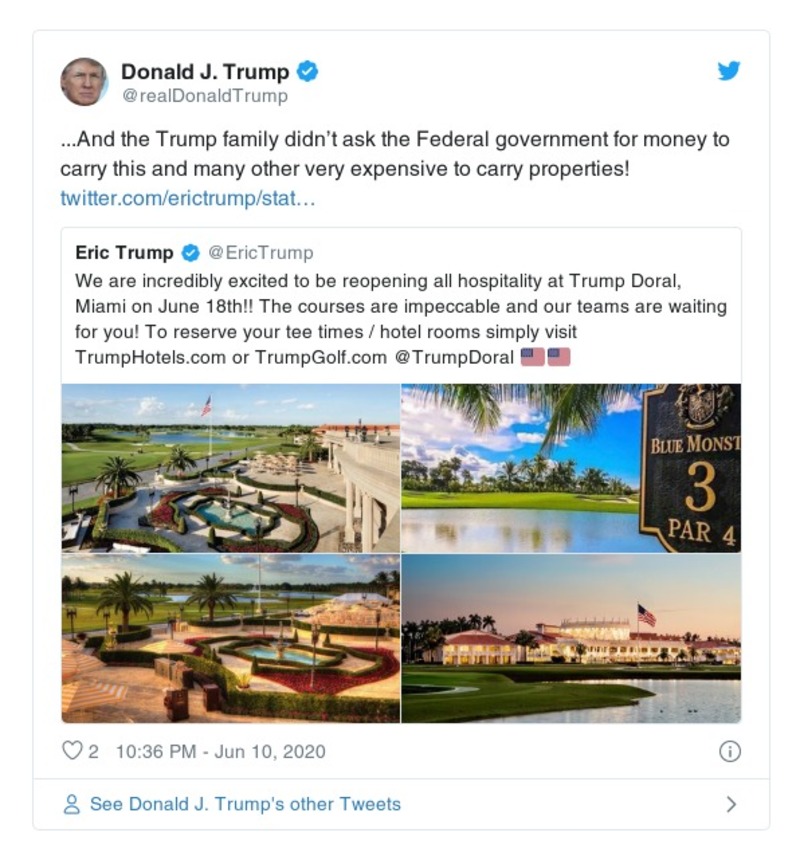 Donald J. Trump
@realDonaldTrump
...And the Trump family didn’t ask the Federal government for money to
carry this and many other very expensive to carry properties!
twitter.com/erictrump/stat…
Eric Trump @EricTrump
We are incredibly excited to be reopening all hospitality at Trump Doral,
Miami on June 18th!! The courses are impeccable and our teams are waiting
for you! To reserve your tee times / hotel rooms simply visit
TrumpHotels.com or TrumpGolf.com @TrumpDoral 🇺🇸🇺🇸
BLUE MONST
3
PAR 4
2 10:36 PM - Jun 10, 2020
See Donald J. Trump's other Tweets